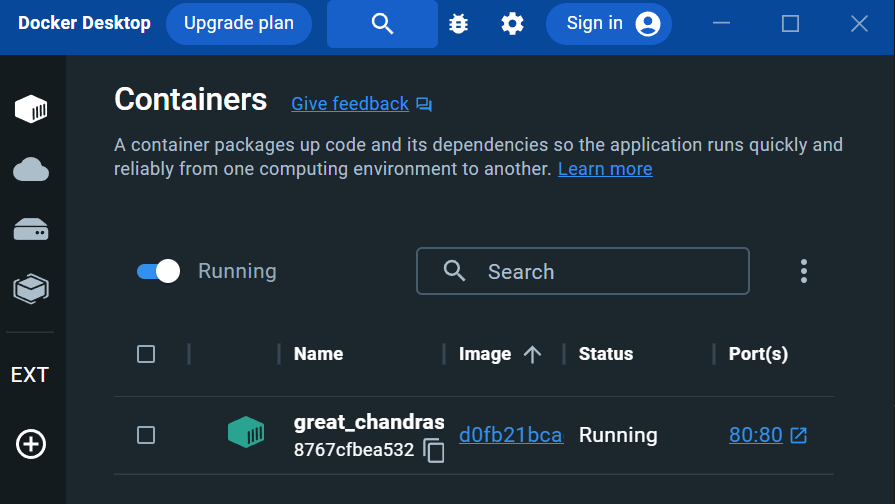 Docker Desktop Upgrade plan Sign in
Containers Give feedback
A container packages up code and its dependencies so the application runs quickly and
reliably from one computing environment to another. Learn more
Running Search
EXT
Name Image Status Port(s)
great_chandras
8767cfbea532 d0fb21bca Running 80:80